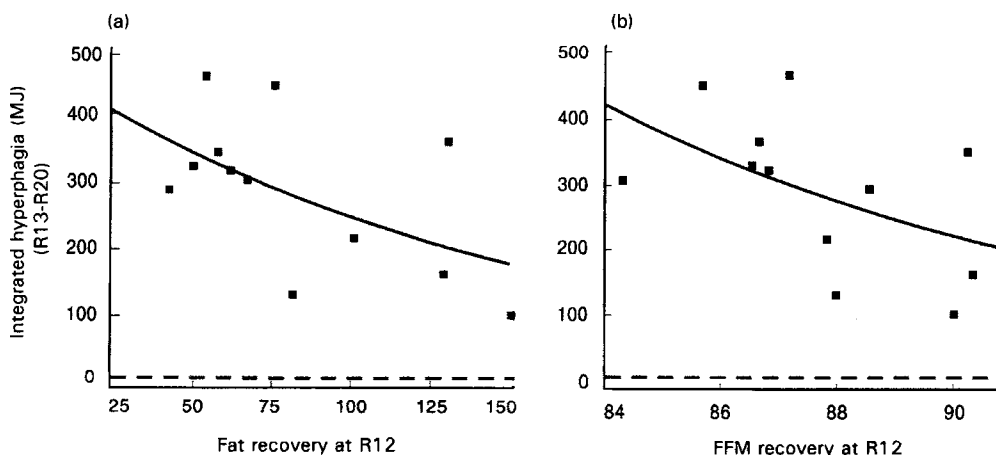 (a)
(b)
Integrated hyperphagia (MJ)
(R13-R20)
500
400
300
200
100
0
25 50 75 100 125 150
Fat recovery at R12
500
400
300
200
100
0
84 86 88 90
FFM recovery at R12